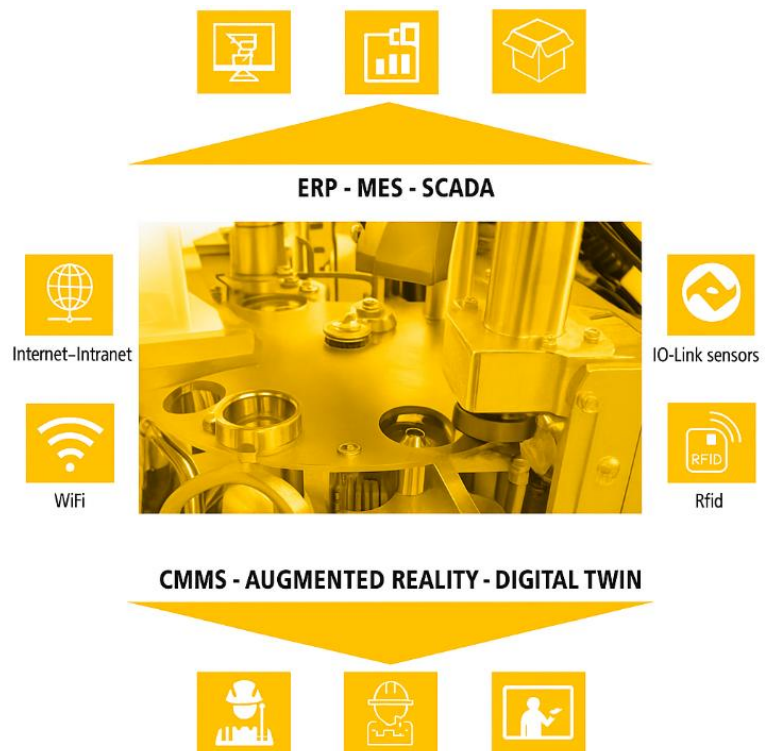 ERP - MES - SCADA
Internet–Intranet
IO-Link sensors
WiFi
RFID
Rfid
CMMS - AUGMENTED REALITY - DIGITAL TWIN